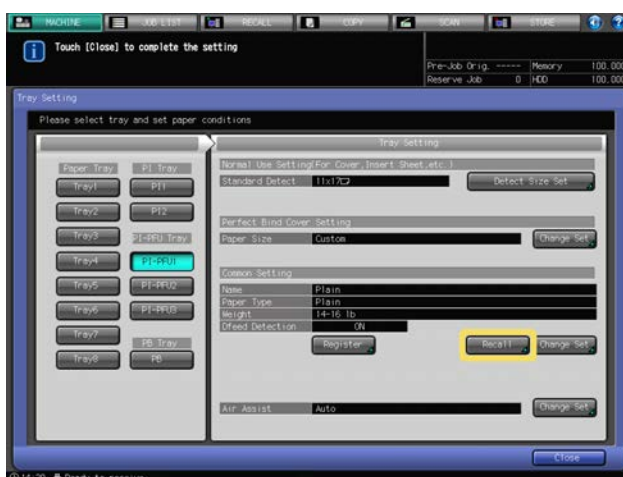 MACHINE JOB LIST RECALL COPY SCAN STORE
Touch [Close] to complete the setting
Pre-Job Orig. ----- Memory 100.00
Reserve Job 0 HDD 100.00
Tray Setting
Please select tray and set paper conditions
Tray Setting
Paper Tray PI Tray
Normal Use Setting(For Cover,Insert Sheet,etc.)
Tray1 PI1
Standard Detect 11x17 Detect Size Set
Tray2 PI2
Perfect Bind Cover Setting
Tray3 PI-PFU Tray
Paper Size Custom Change Set
Tray4 PI-PFU1
Common Setting
Tray5 PI-PFU2
Name Plain
Paper Type Plain
Tray6 PI-PFU3
Weight 14-16 lb
Dfeed Detection ON
Tray7 PB Tray
Register Recall Change Set
Tray8 PB
Air Assist Auto Change Set
Close